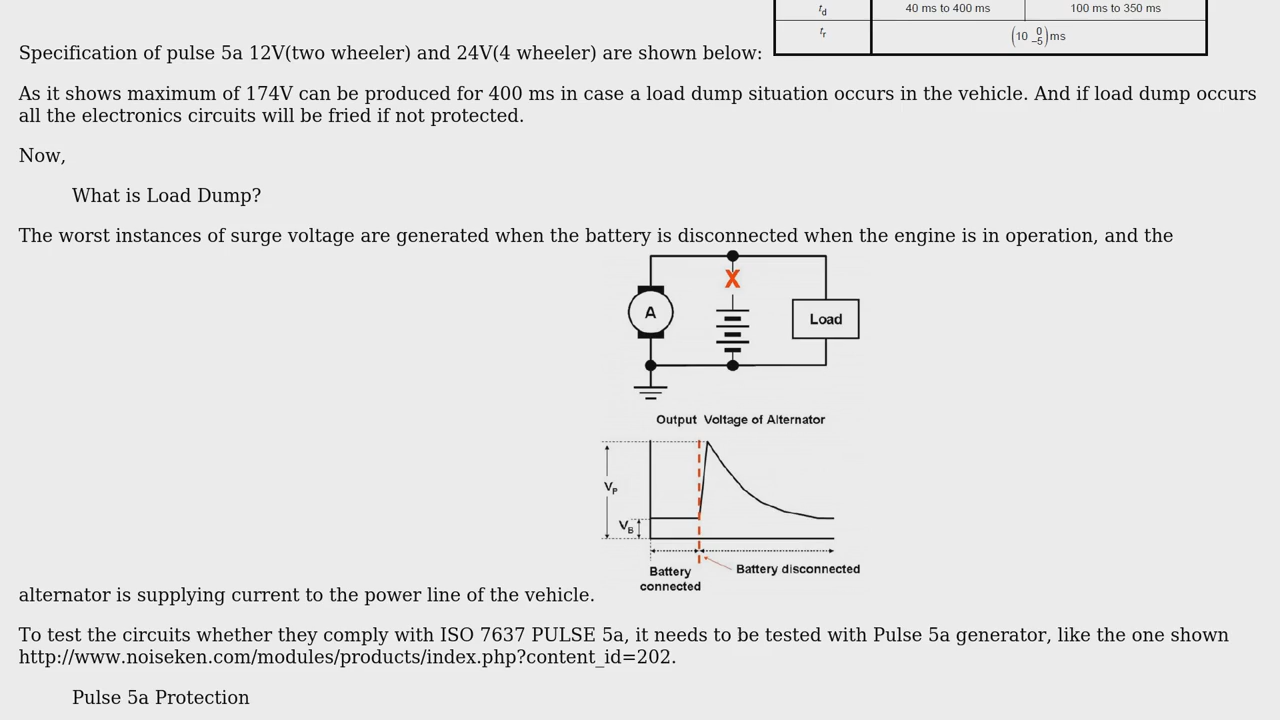 t_d 40 ms to 400 ms 100 ms to 350 ms
t_r (10 0 -5) ms
Specification of pulse 5a 12V(two wheeler) and 24V(4 wheeler) are shown below:
As it shows maximum of 174V can be produced for 400 ms in case a load dump situation occurs in the vehicle. And if load dump occurs
all the electronics circuits will be fried if not protected.
Now,
What is Load Dump?
The worst instances of surge voltage are generated when the battery is disconnected when the engine is in operation, and the
X
A
Load
Output Voltage of Alternator
VP
VB
Battery connected
Battery disconnected
alternator is supplying current to the power line of the vehicle.
To test the circuits whether they comply with ISO 7637 PULSE 5a, it needs to be tested with Pulse 5a generator, like the one shown
http://www.noiseken.com/modules/products/index.php?content_id=202.
Pulse 5a Protection